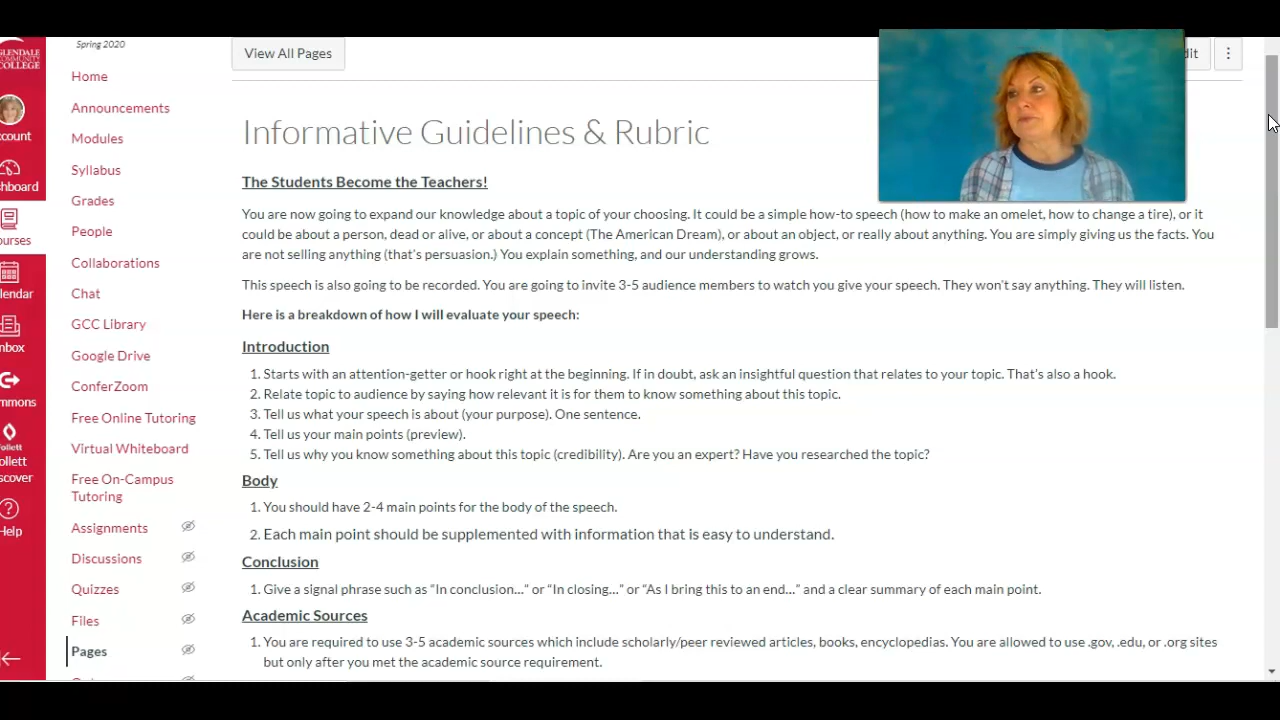 Spring 2020
GLENDALE
COMMUNITY
COLLEGE
ccount
shboard
ourses
lendar
nbox
mmons
Follett
ollett
scover
Help
Home
Announcements
Modules
Syllabus
Grades
People
Collaborations
Chat
GCC Library
Google Drive
ConferZoom
Free Online Tutoring
Virtual Whiteboard
Free On-Campus
Tutoring
Assignments
Discussions
Quizzes
Files
Pages
View All Pages
dit
Informative Guidelines & Rubric
The Students Become the Teachers!
You are now going to expand our knowledge about a topic of your choosing. It could be a simple how-to speech (how to make an omelet, how to change a tire), or it
could be about a person, dead or alive, or about a concept (The American Dream), or about an object, or really about anything. You are simply giving us the facts. You
are not selling anything (that's persuasion.) You explain something, and our understanding grows.
This speech is also going to be recorded. You are going to invite 3-5 audience members to watch you give your speech. They won't say anything. They will listen.
Here is a breakdown of how I will evaluate your speech:
Introduction
1. Starts with an attention-getter or hook right at the beginning. If in doubt, ask an insightful question that relates to your topic. That's also a hook.
2. Relate topic to audience by saying how relevant it is for them to know something about this topic.
3. Tell us what your speech is about (your purpose). One sentence.
4. Tell us your main points (preview).
5. Tell us why you know something about this topic (credibility). Are you an expert? Have you researched the topic?
Body
1. You should have 2-4 main points for the body of the speech.
2. Each main point should be supplemented with information that is easy to understand.
Conclusion
1. Give a signal phrase such as “In conclusion…” or “In closing…” or “As I bring this to an end…” and a clear summary of each main point.
Academic Sources
1. You are required to use 3-5 academic sources which include scholarly/peer reviewed articles, books, encyclopedias. You are allowed to use .gov, .edu, or .org sites
but only after you met the academic source requirement.